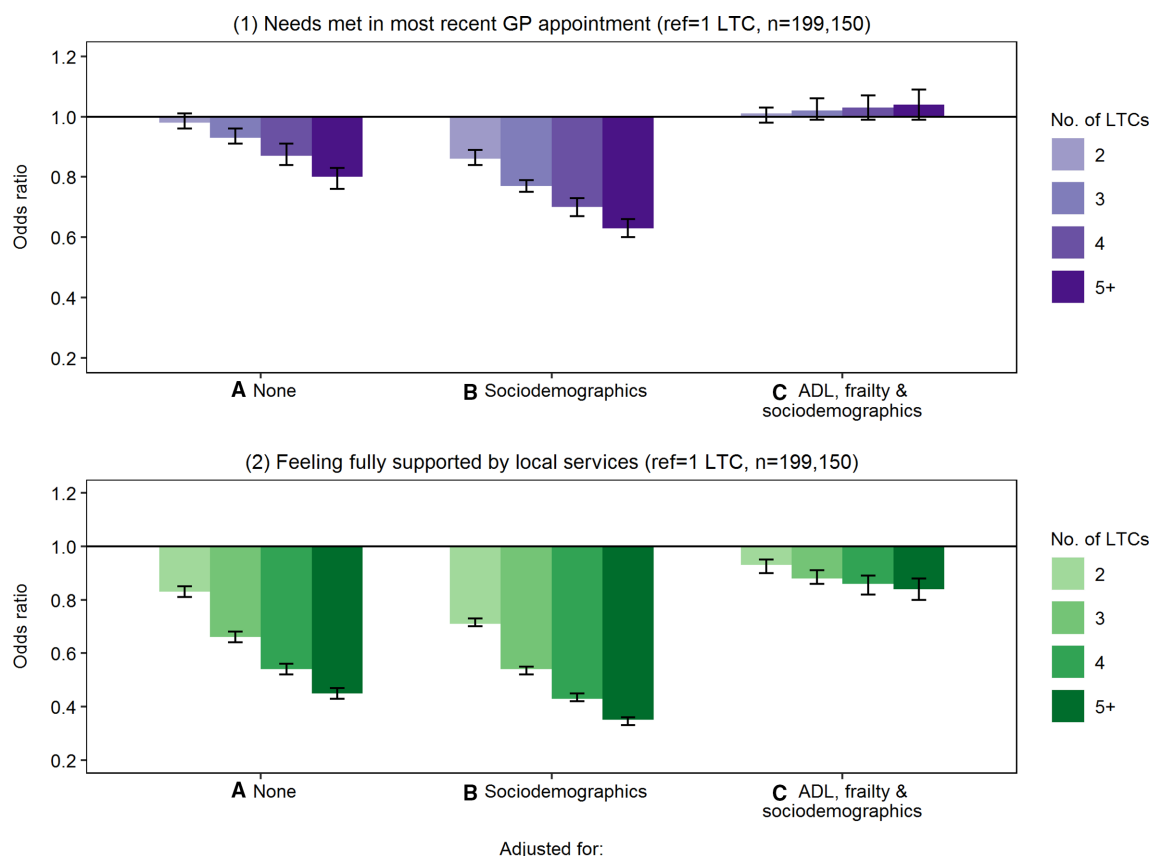 (1) Needs met in most recent GP appointment (ref=1 LTC, n=199,150)
1.2
1.0
0.8
0.6
0.4
0.2
Odds ratio
A None
B Sociodemographics
C ADL, frailty &
sociodemographics
No. of LTCs
2
3
4
5+
(2) Feeling fully supported by local services (ref=1 LTC, n=199,150)
1.2
1.0
0.8
0.6
0.4
0.2
Odds ratio
A None
B Sociodemographics
C ADL, frailty &
sociodemographics
No. of LTCs
2
3
4
5+
Adjusted for: